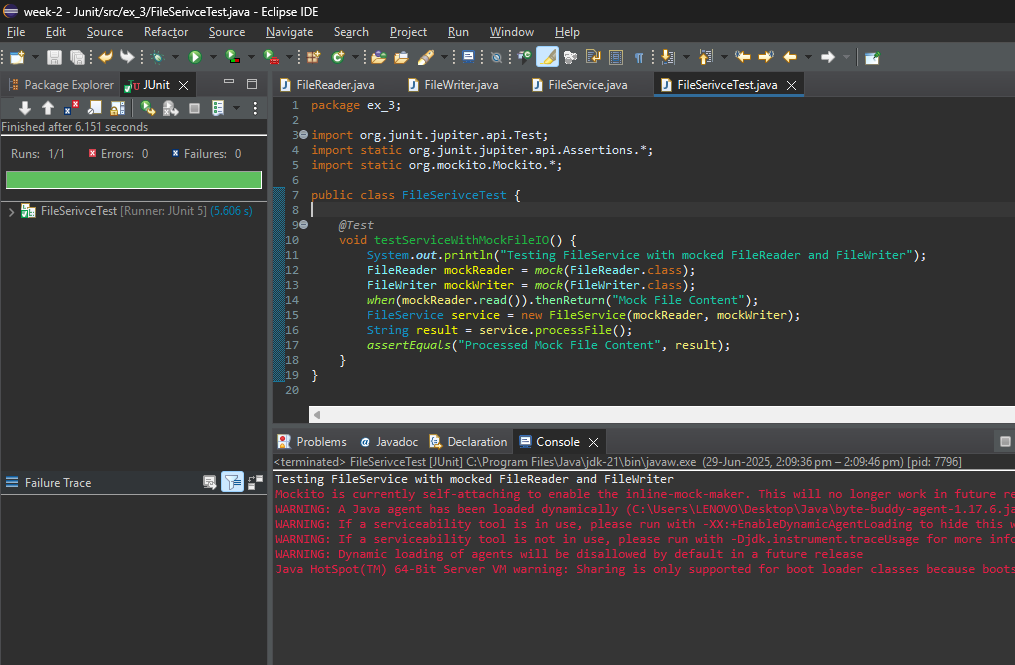 week-2 - Junit/src/ex_3/FileSerivceTest.java - Eclipse IDE
File Edit Source Refactor Source Navigate Search Project Run Window Help
Package Explorer JUnit
Finished after 6.151 seconds
Runs: 1/1 Errors: 0 Failures: 0
FileSerivceTest [Runner: JUnit 5] (5.606 s)
Failure Trace
FileReader.java FileWriter.java FileService.java FileSerivceTest.java
1 package ex_3;
2
3 import org.junit.jupiter.api.Test;
4 import static org.junit.jupiter.api.Assertions.*;
5 import static org.mockito.Mockito.*;
6
7 public class FileSerivceTest {
8
9 @Test
10 void testServiceWithMockFileIO() {
11 System.out.println("Testing FileService with mocked FileReader and FileWriter");
12 FileReader mockReader = mock(FileReader.class);
13 FileWriter mockWriter = mock(FileWriter.class);
14 when(mockReader.read()).thenReturn("Mock File Content");
15 FileService service = new FileService(mockReader, mockWriter);
16 String result = service.processFile();
17 assertEquals("Processed Mock File Content", result);
18 }
19 }
20
Problems Javadoc Declaration Console
<terminated> FileSerivceTest [JUnit] C:\Program Files\Java\jdk-21\bin\javaw.exe (29-Jun-2025, 2:09:36 pm – 2:09:46 pm) [pid: 7796]
Testing FileService with mocked FileReader and FileWriter
Mockito is currently self-attaching to enable the inline-mock-maker. This will no longer work in future re
WARNING: A Java agent has been loaded dynamically (C:\Users\LENOVO\Desktop\Java\byte-buddy-agent-1.17.6.ja
WARNING: If a serviceability tool is in use, please run with -XX:+EnableDynamicAgentLoading to hide this w
WARNING: If a serviceability tool is not in use, please run with -Djdk.instrument.traceUsage for more info
WARNING: Dynamic loading of agents will be disallowed by default in a future release
Java HotSpot(TM) 64-Bit Server VM warning: Sharing is only supported for boot loader classes because boots